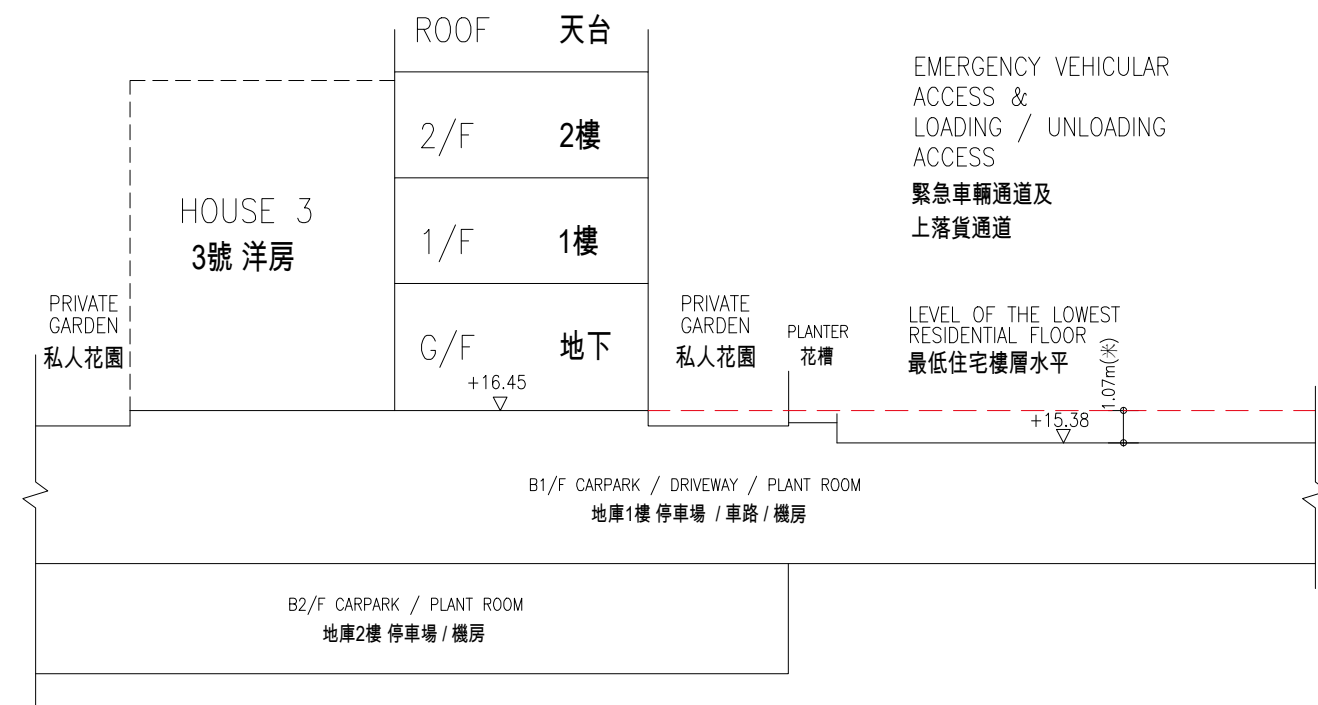 ROOF 天台
2/F 2樓
1/F 1樓
G/F 地下
+16.45
HOUSE 3
3號 洋房
PRIVATE
GARDEN
私人花園
PRIVATE
GARDEN
私人花園
PLANTER
花槽
EMERGENCY VEHICULAR
ACCESS &
LOADING / UNLOADING
ACCESS
緊急車輛通道及
上落貨通道
LEVEL OF THE LOWEST
RESIDENTIAL FLOOR
最低住宅樓層水平
1.07m(米)
+15.38
B1/F CARPARK / DRIVEWAY / PLANT ROOM
地庫1樓 停車場 / 車路 / 機房
B2/F CARPARK / PLANT ROOM
地庫2樓 停車場 / 機房